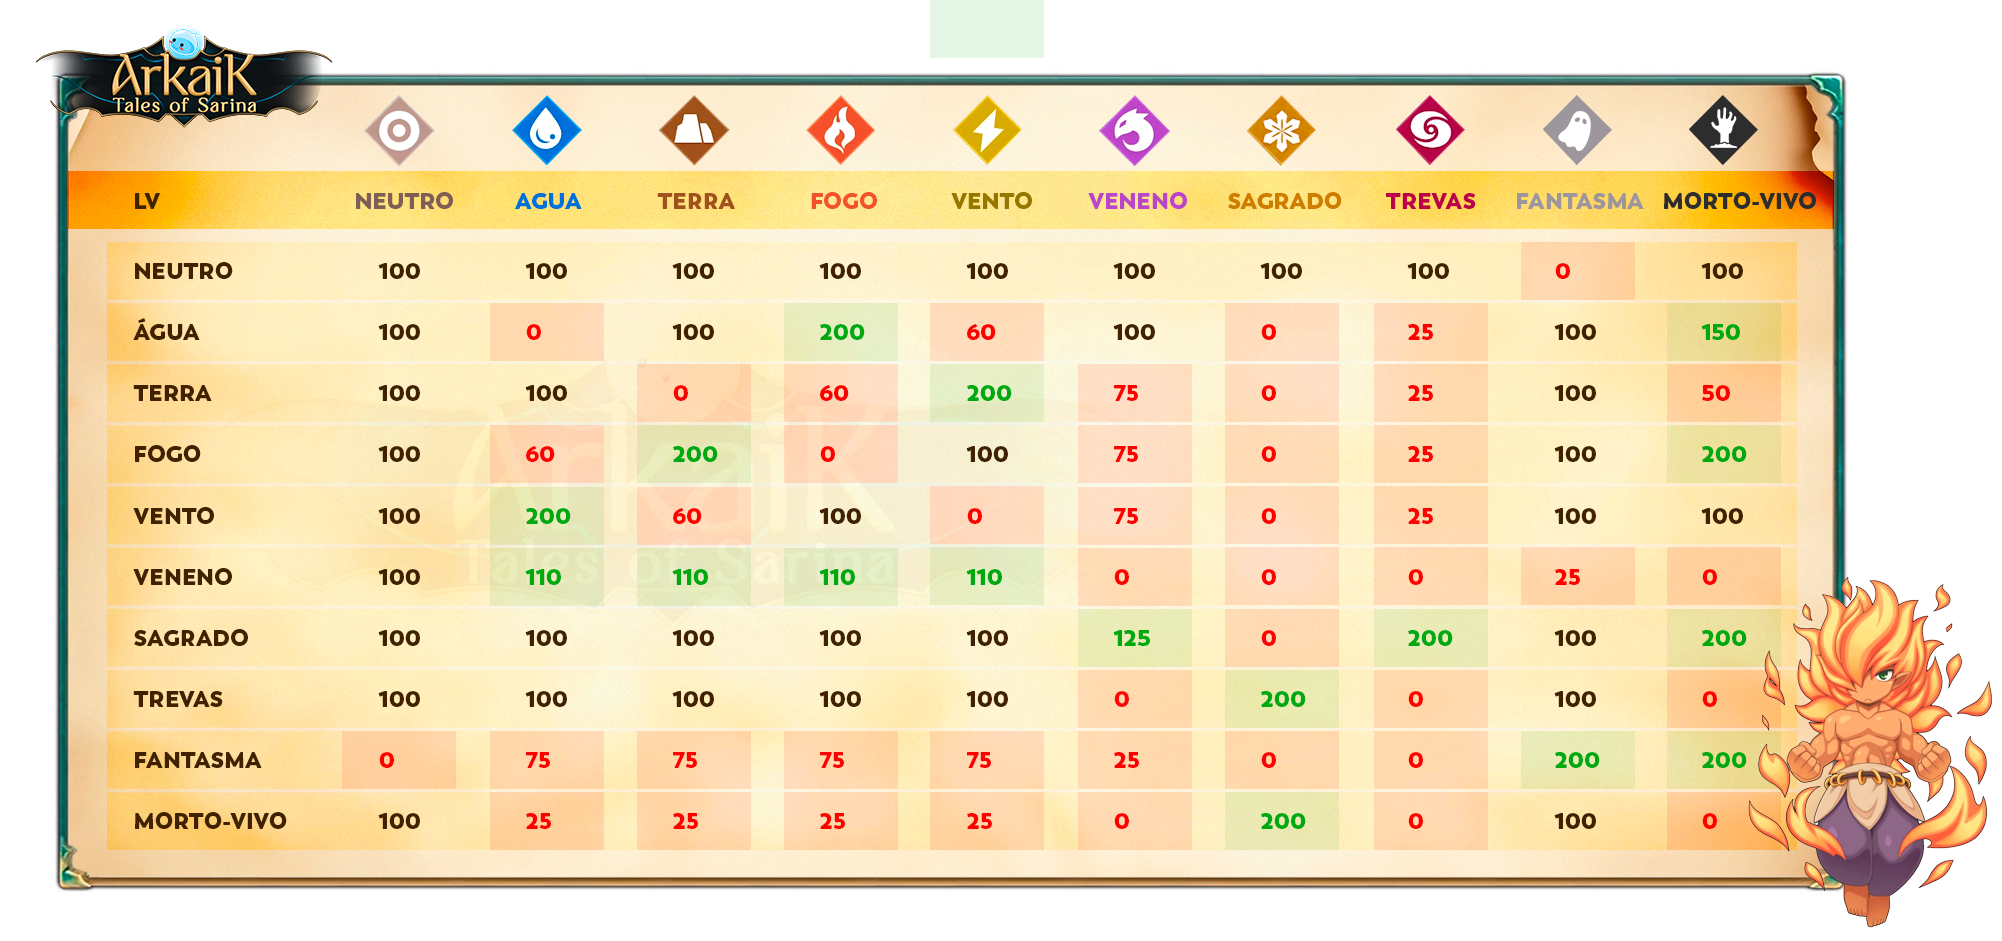 ArkaiK
Tales of Sarina
LV NEUTRO AGUA TERRA FOGO VENTO VENENO SAGRADO TREVAS FANTASMA MORTO-VIVO
NEUTRO 100 100 100 100 100 100 100 100 0 100
ÁGUA 100 0 100 200 60 100 0 25 100 150
TERRA 100 100 0 60 200 75 0 25 100 50
FOGO 100 60 200 0 100 75 0 25 100 200
VENTO 100 200 60 100 0 75 0 25 100 100
VENENO 100 110 110 110 110 0 0 0 25 0
SAGRADO 100 100 100 100 100 125 0 200 100 200
TREVAS 100 100 100 100 100 0 200 0 100 0
FANTASMA 0 75 75 75 75 25 0 0 200 200
MORTO-VIVO 100 25 25 25 25 0 200 0 100 0
ArkaiK
Tales of Sarina